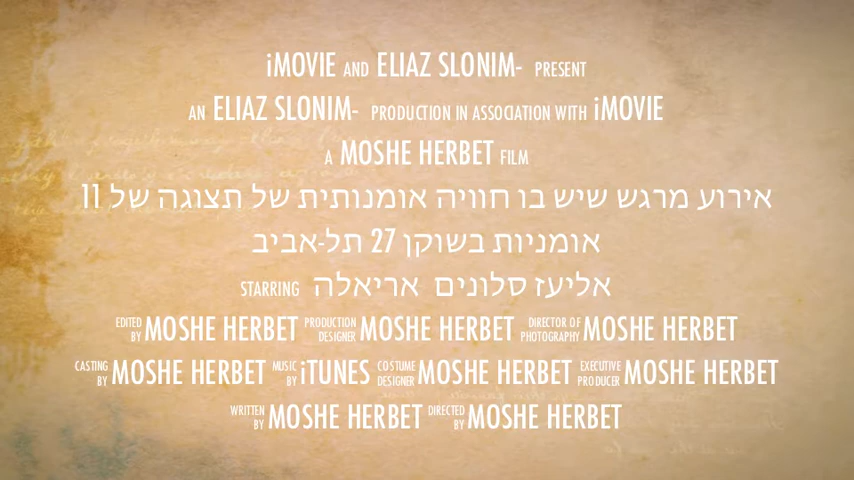 iMOVIE AND ELIAZ SLONIM- PRESENT
AN ELIAZ SLONIM- PRODUCTION IN ASSOCIATION WITH iMOVIE
A MOSHE HERBET FILM
אירוע מרגש שיש בו חוויה אומנותית של תצוגה של 11
אומניות בשוקן 27 תל-אביב
STARRING אליעז סלונים אריאלה
EDITED BY MOSHE HERBET PRODUCTION DESIGNER MOSHE HERBET DIRECTOR OF PHOTOGRAPHY MOSHE HERBET
CASTING BY MOSHE HERBET MUSIC BY iTUNES COSTUME DESIGNER MOSHE HERBET EXECUTIVE PRODUCER MOSHE HERBET
WRITTEN BY MOSHE HERBET DIRECTED BY MOSHE HERBET